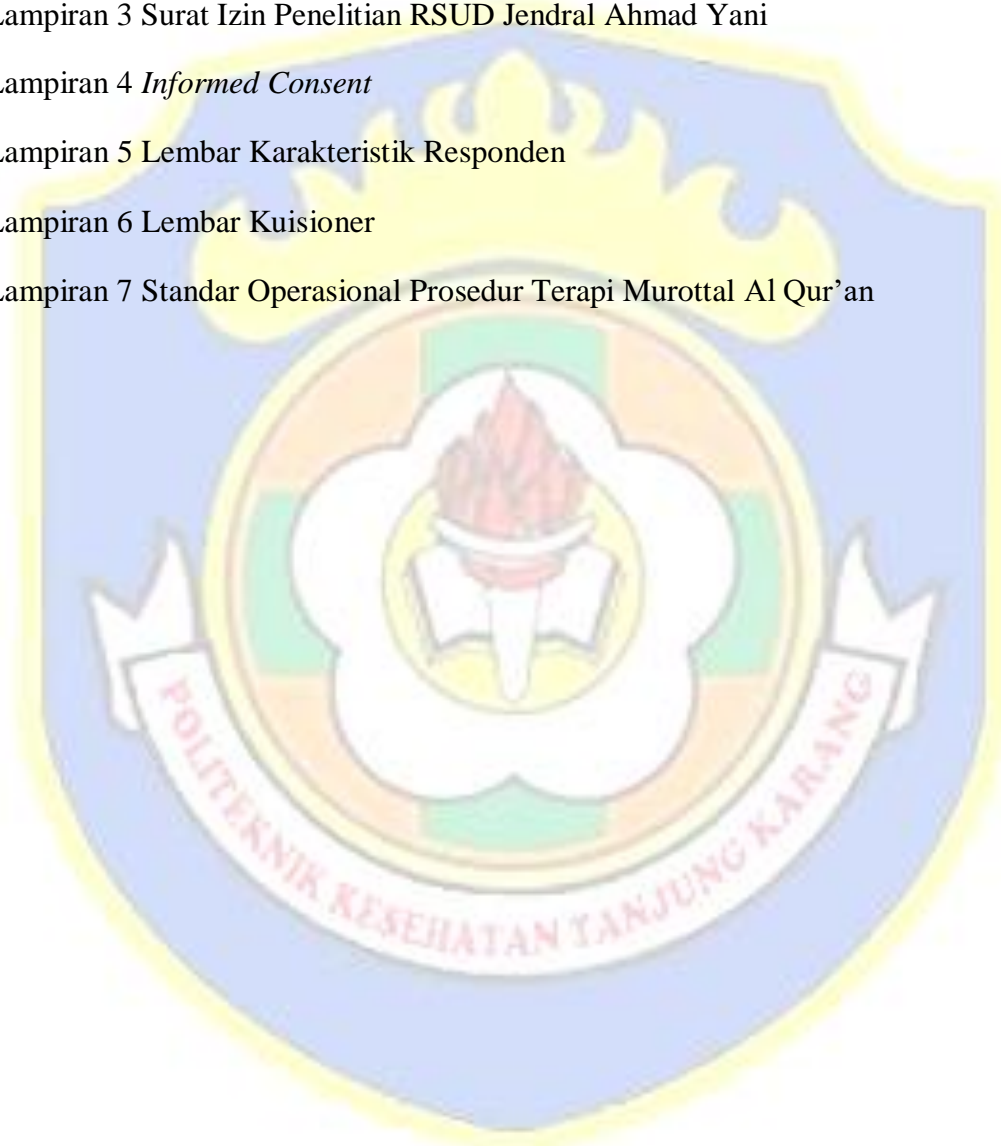 Lampiran 3 Surat Izin Penelitian RSUD Jendral Ahmad Yani
Lampiran 4 Informed Consent
Lampiran 5 Lembar Karakteristik Responden
Lampiran 6 Lembar Kuisioner
Lampiran 7 Standar Operasional Prosedur Terapi Murottal Al Qur’an
POLITEKNIK KESEHATAN TANJUNG KARANG